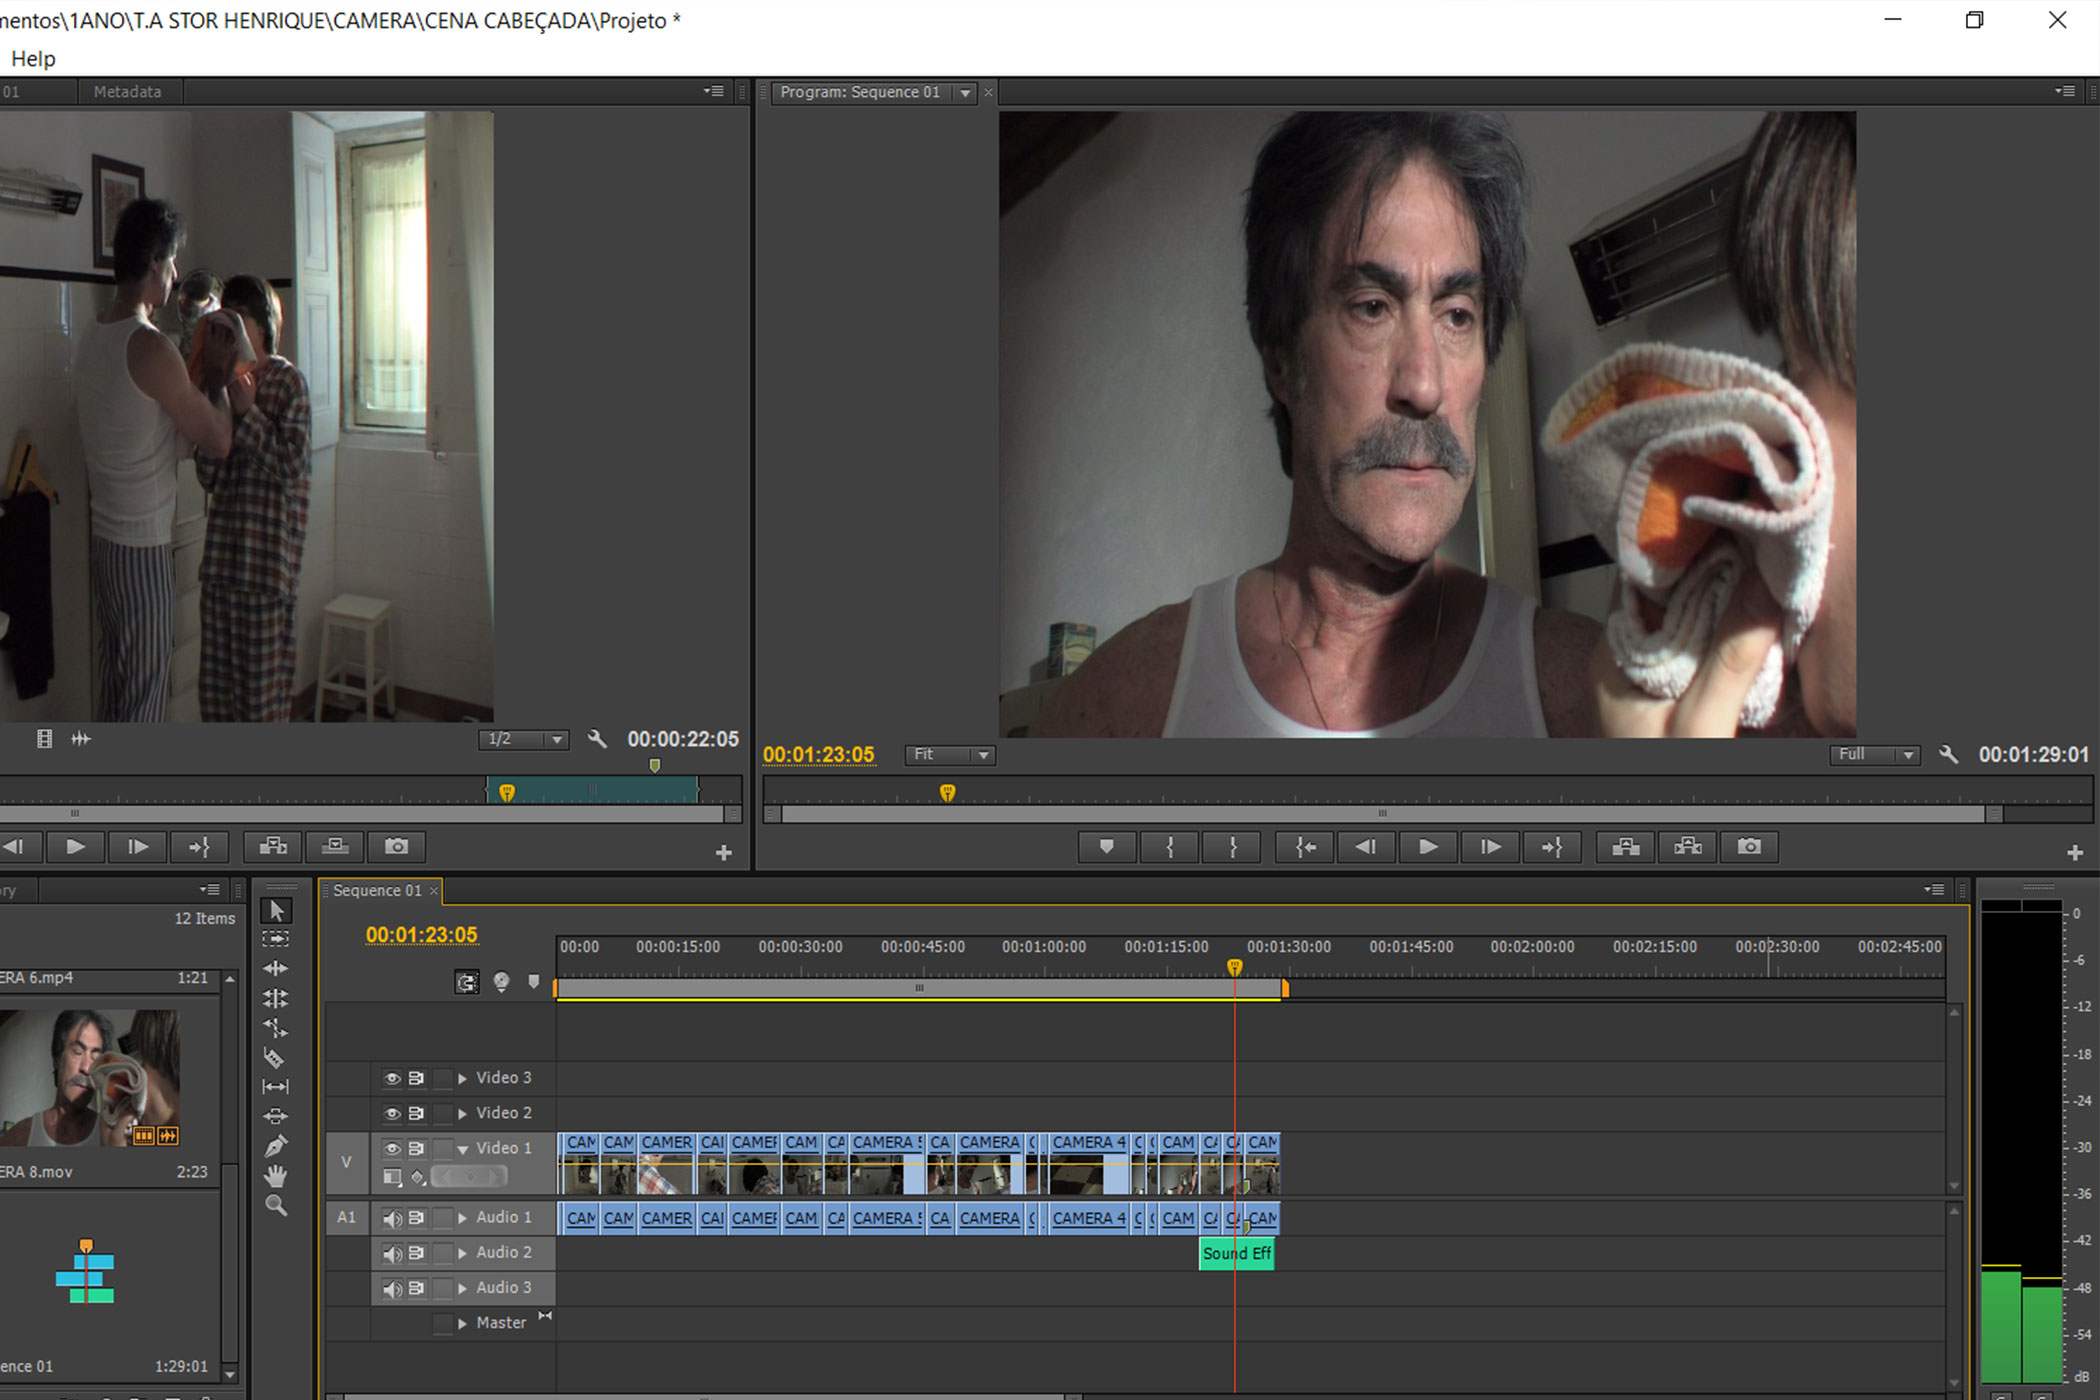 mentos\1ANO\T.A STOR HENRIQUE\CAMERA\CENA CABEÇADA\Projeto *
Help
01 Metadata
Program: Sequence 01
1/2 00:00:22:05
00:01:23:05 Fit Full 00:01:29:01
ry
12 Items
ERA 6.mp4 1:21
ERA 8.mov 2:23
ence 01 1:29:01
Sequence 01
00:01:23:05
00:00 00:00:15:00 00:00:30:00 00:00:45:00 00:01:00:00 00:01:15:00 00:01:30:00 00:01:45:00 00:02:00:00 00:02:15:00 00:02:30:00 00:02:45:00
Video 3
Video 2
V Video 1 CAM CAM CAMER CAI CAMER CAM CA CAMERA 5 CA CAMERA C CAMERA 4 C C CAM CA CA CAM
A1 Audio 1 CAM CAM CAMER CAI CAMER CAM CA CAMERA 5 CA CAMERA C CAMERA 4 C C CAM CA CA CAM
Audio 2 Sound Eff
Audio 3
Master
0
-6
-12
-18
-24
-30
-36
-42
-48
-54
dB